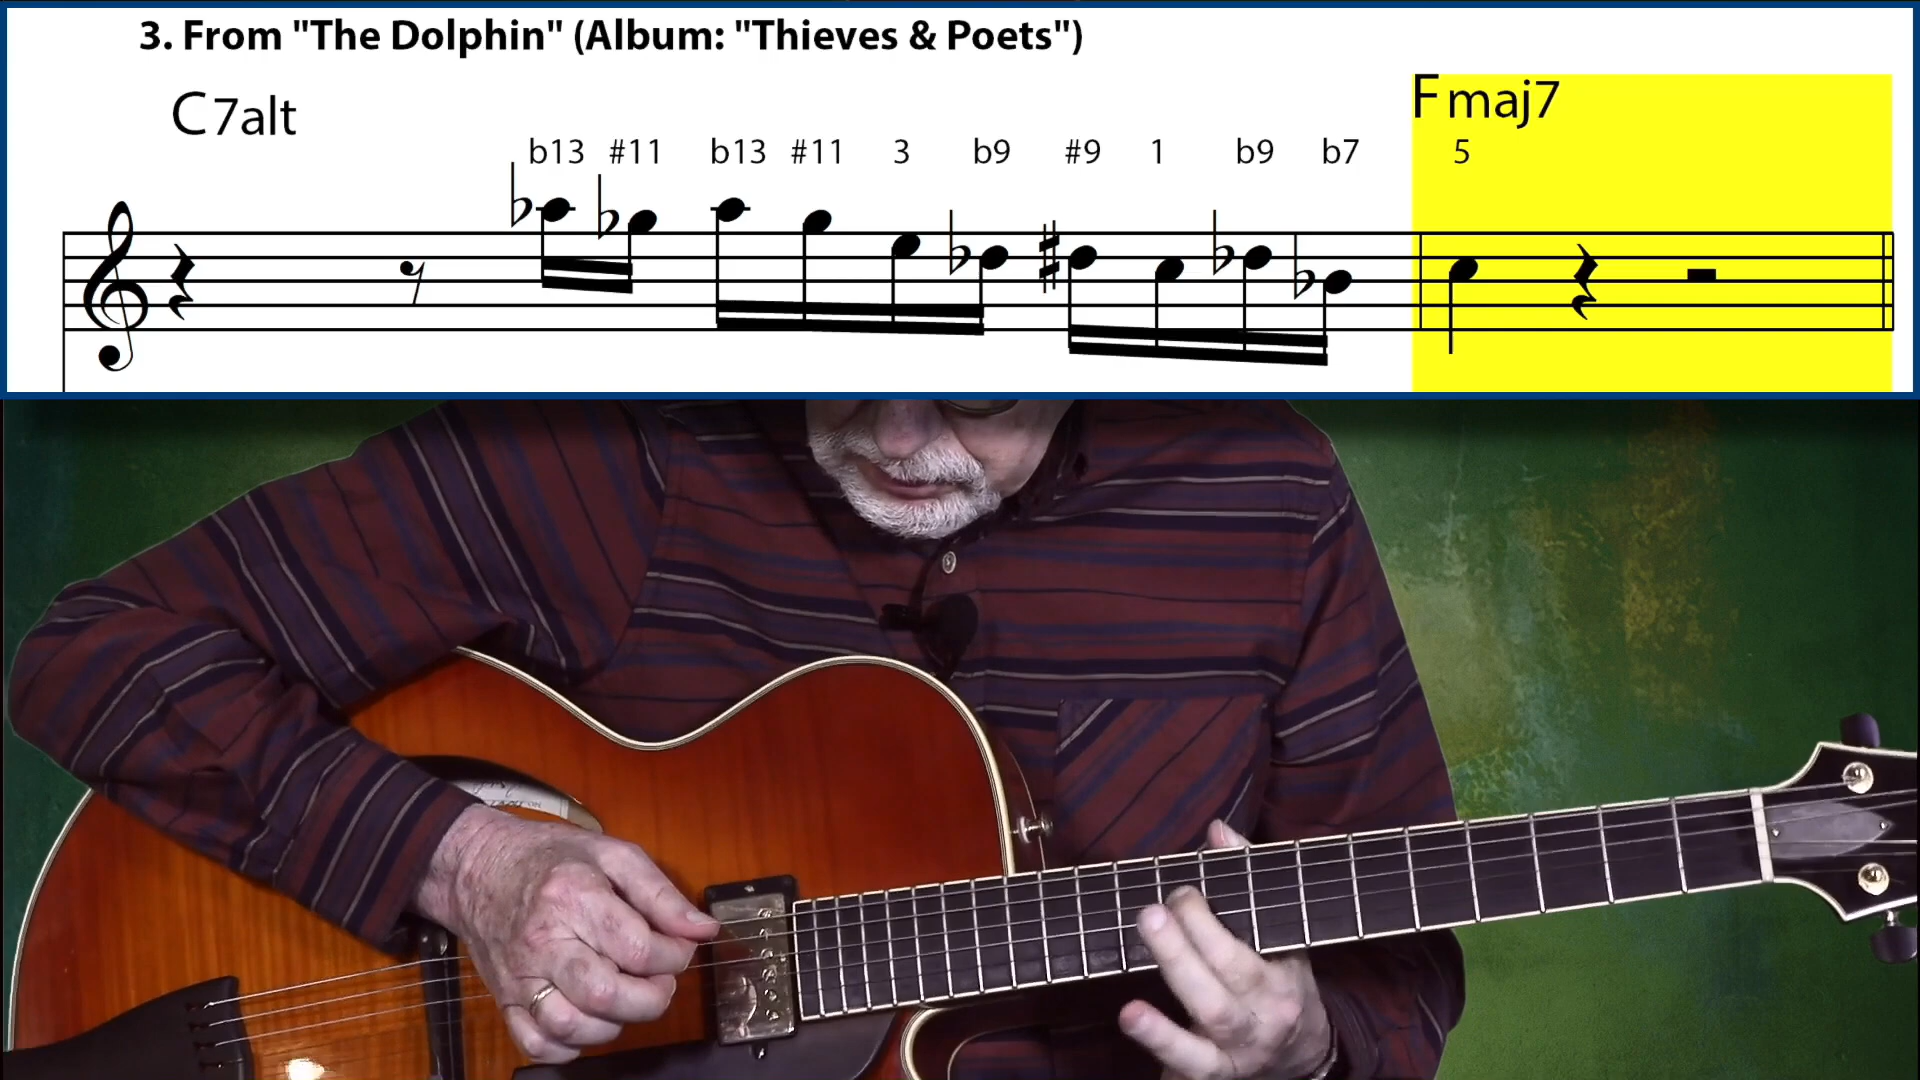 3. From "The Dolphin" (Album: "Thieves & Poets")
C7alt Fmaj7
b13 #11 b13 #11 3 b9 #9 1 b9 b7 5